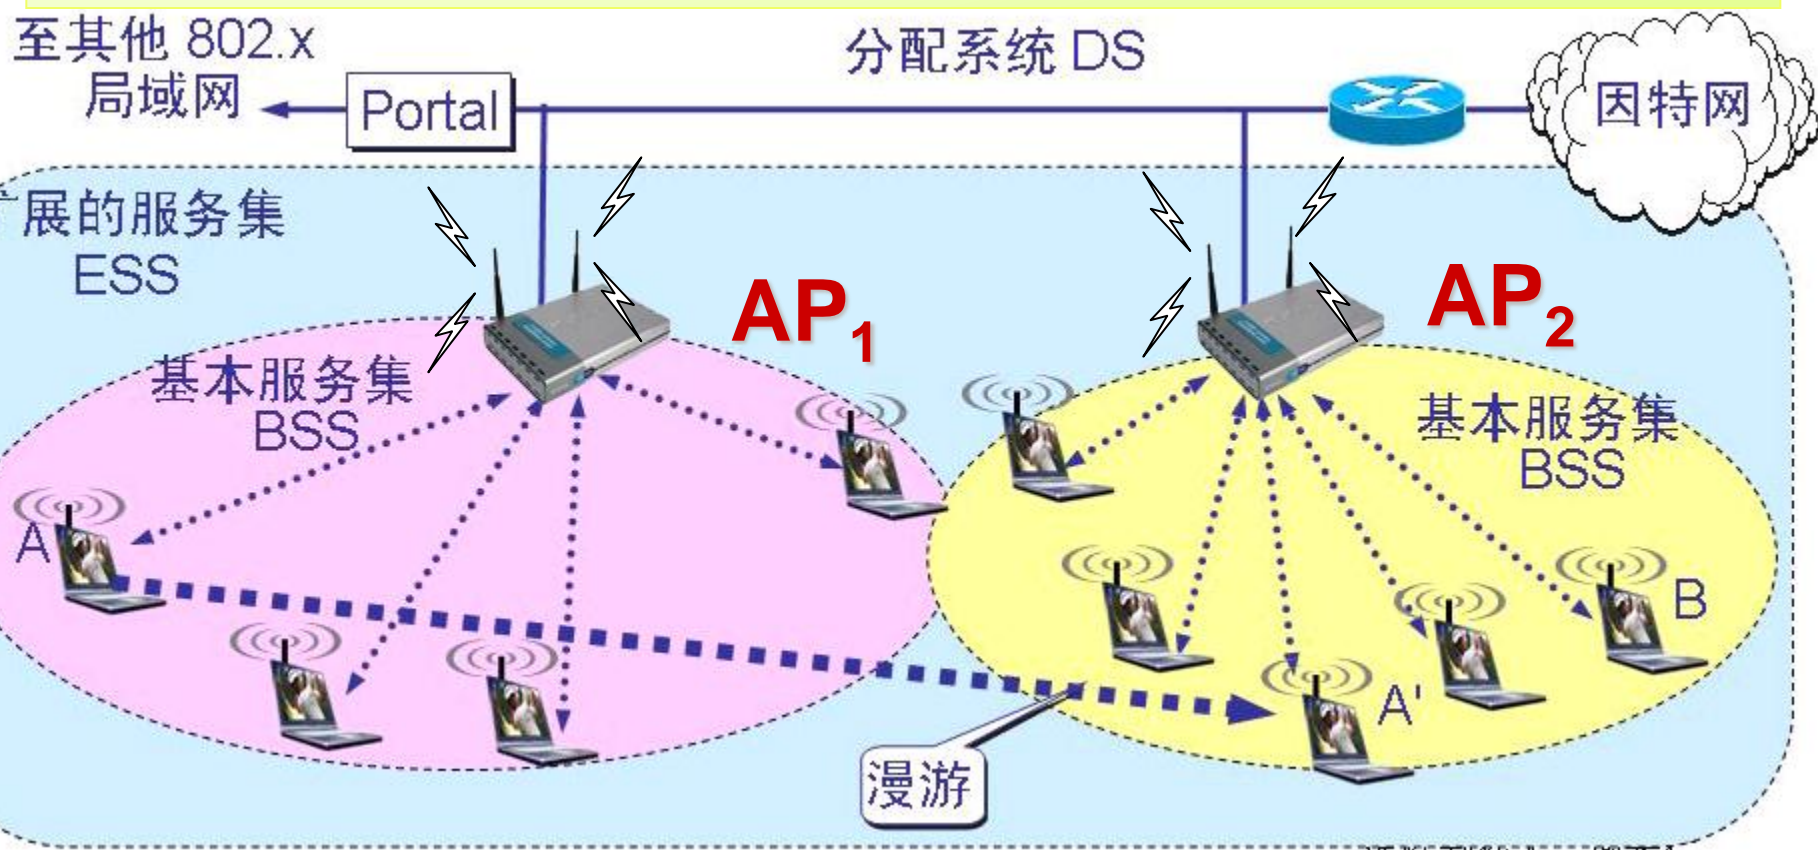 至其他 802.x
局域网
Portal
分配系统 DS
因特网
展的服务集
ESS
AP1
AP2
基本服务集
BSS
基本服务集
BSS
A
B
A'
漫游